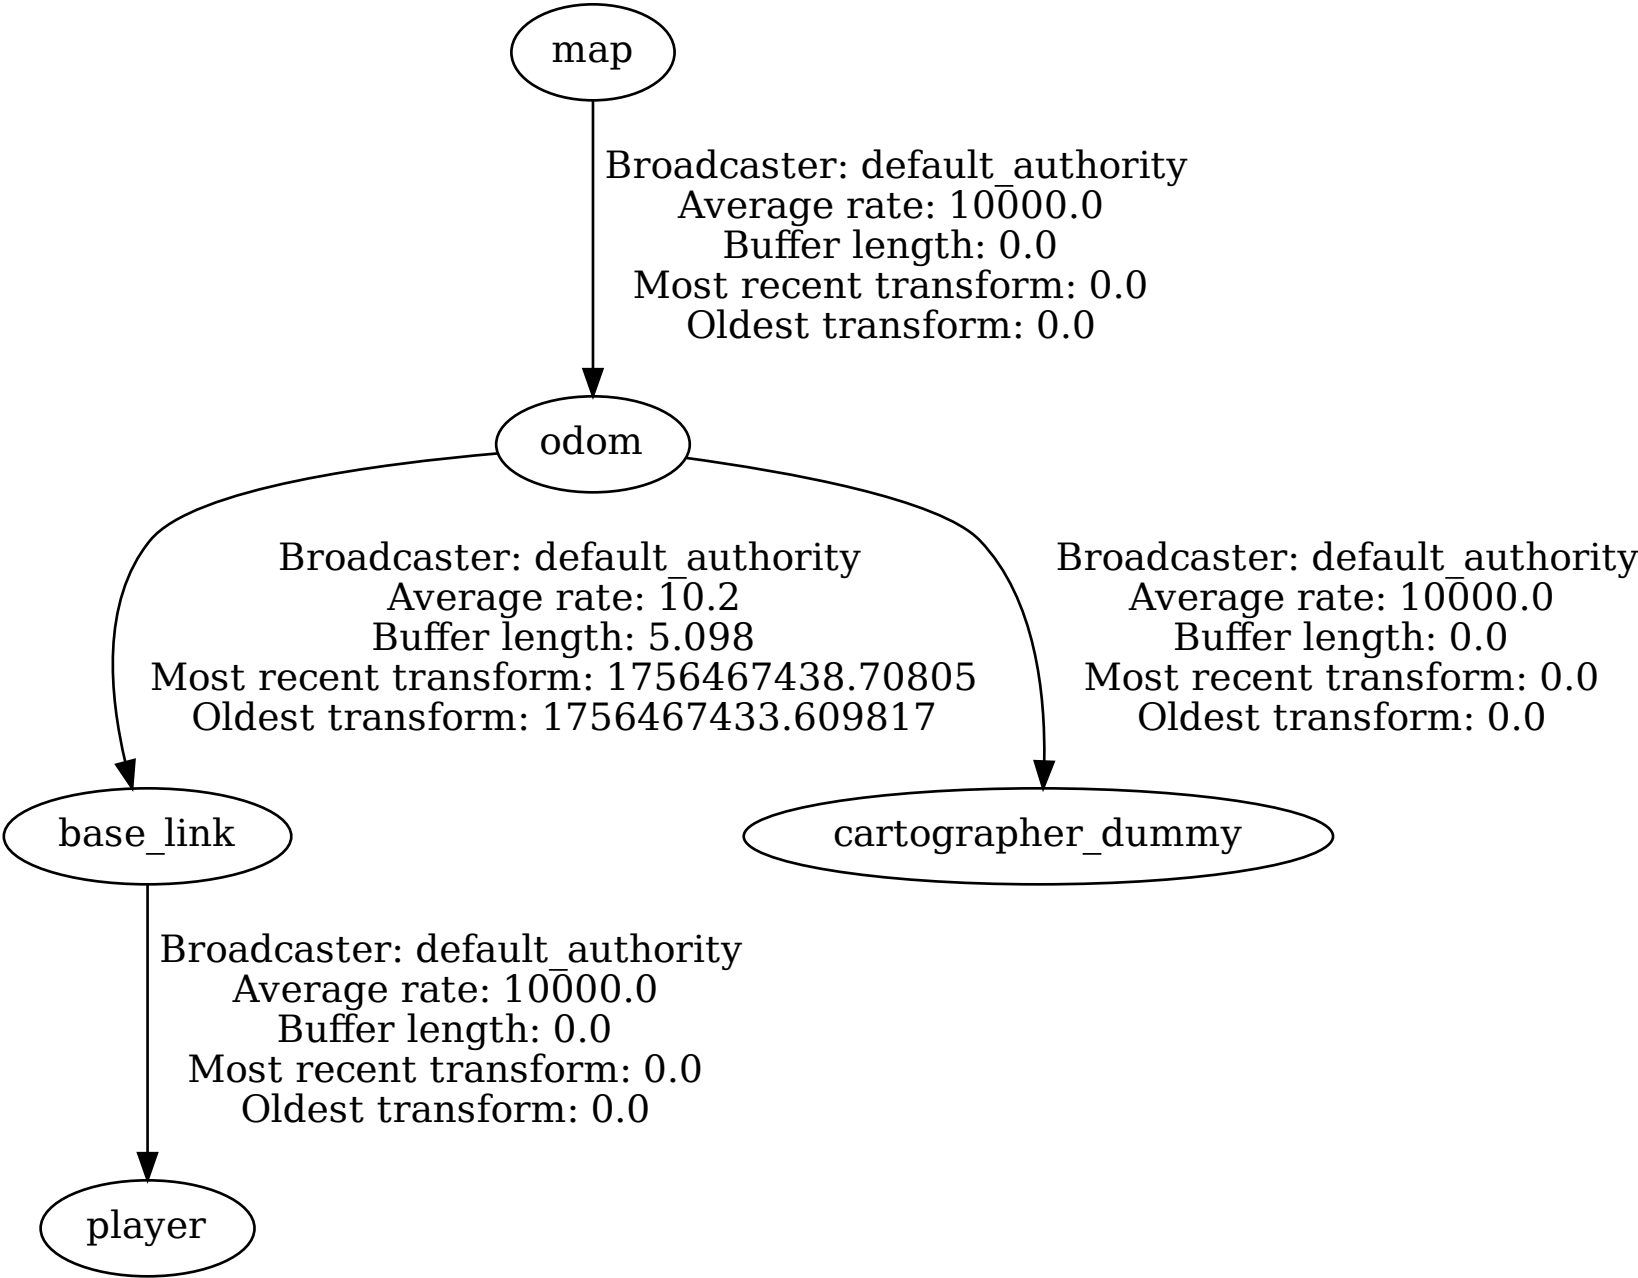 map
Broadcaster: default_authority
Average rate: 10000.0
Buffer length: 0.0
Most recent transform: 0.0
Oldest transform: 0.0
odom
Broadcaster: default_authority
Average rate: 10.2
Buffer length: 5.098
Most recent transform: 1756467438.70805
Oldest transform: 1756467433.609817
Broadcaster: default_authority
Average rate: 10000.0
Buffer length: 0.0
Most recent transform: 0.0
Oldest transform: 0.0
base_link
cartographer_dummy
Broadcaster: default_authority
Average rate: 10000.0
Buffer length: 0.0
Most recent transform: 0.0
Oldest transform: 0.0
player